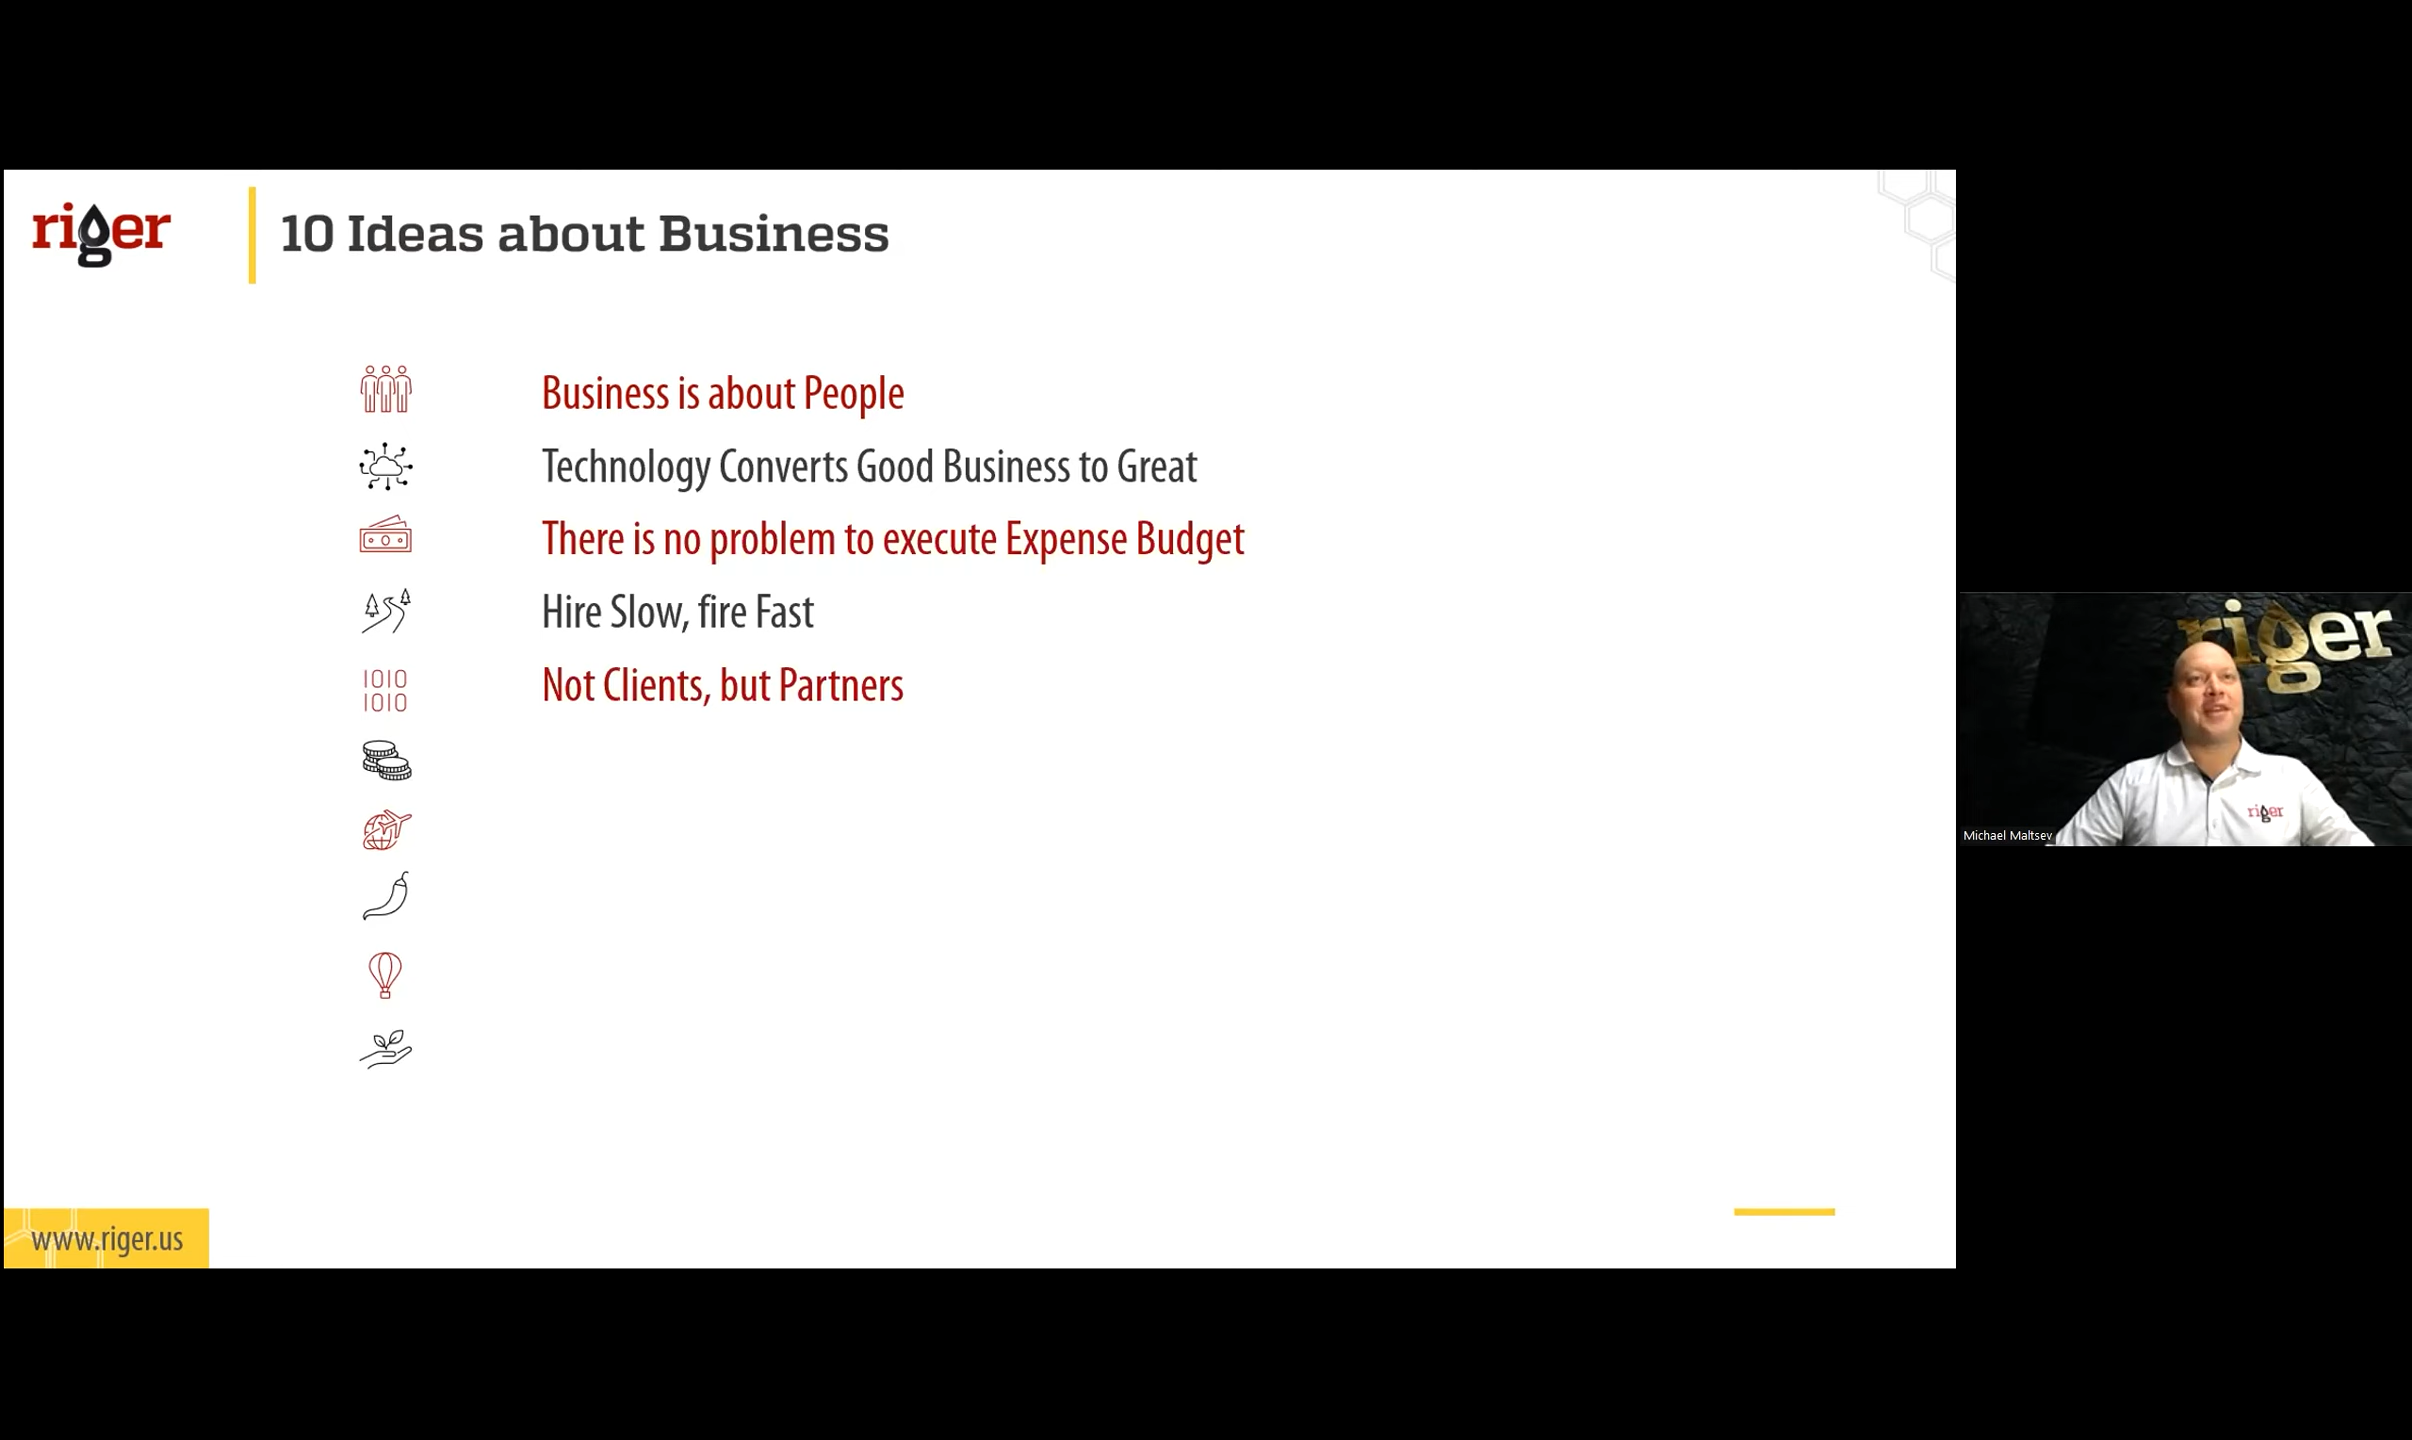 riger
10 Ideas about Business
Business is about People
Technology Converts Good Business to Great
There is no problem to execute Expense Budget
Hire Slow, fire Fast
1010
1010
Not Clients, but Partners
riger
riger
Michael Maltsev
www.riger.us